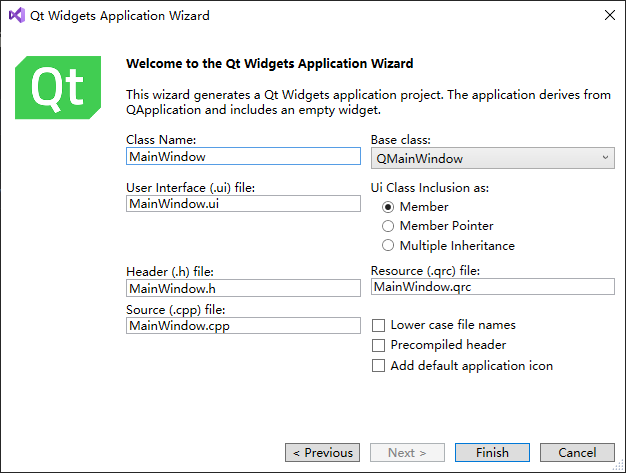 Qt Widgets Application Wizard
Qt
Welcome to the Qt Widgets Application Wizard
This wizard generates a Qt Widgets application project. The application derives from
QApplication and includes an empty widget.
Class Name:
MainWindow
Base class:
QMainWindow
User Interface (.ui) file:
MainWindow.ui
Ui Class Inclusion as:
Member
Member Pointer
Multiple Inheritance
Header (.h) file:
MainWindow.h
Resource (.qrc) file:
MainWindow.qrc
Source (.cpp) file:
MainWindow.cpp
Lower case file names
Precompiled header
Add default application icon
< Previous
Next >
Finish
Cancel